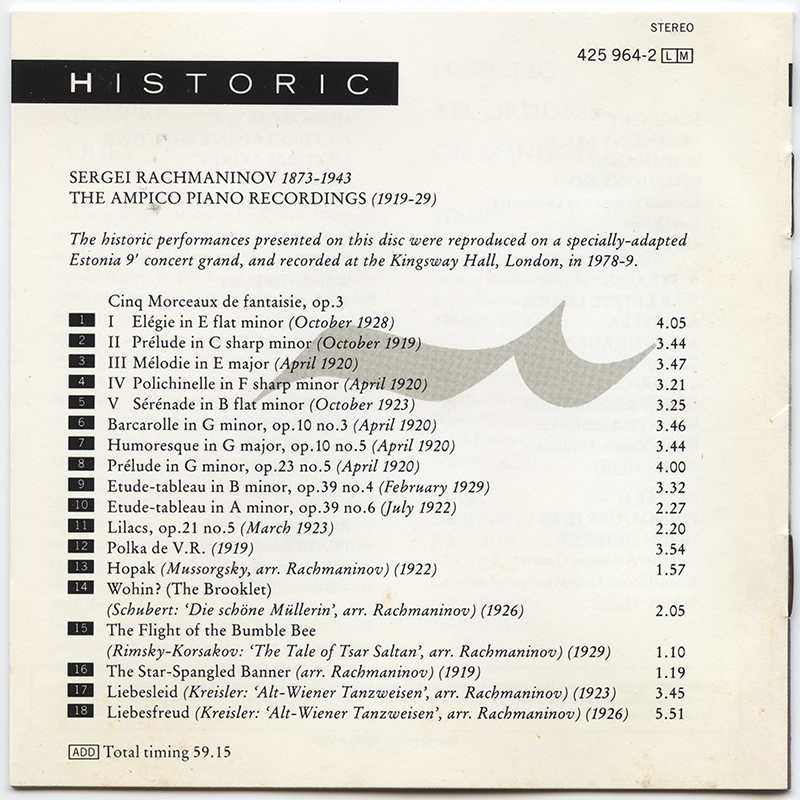 STEREO
425 964-2 LM
HISTORIC
SERGEI RACHMANINOV 1873-1943
THE AMPICO PIANO RECORDINGS (1919-29)
The historic performances presented on this disc were reproduced on a specially-adapted
Estonia 9' concert grand, and recorded at the Kingsway Hall, London, in 1978-9.
Cinq Morceaux de fantaisie, op.3
1 I Elégie in E flat minor (October 1928) 4.05
2 II Prélude in C sharp minor (October 1919) 3.44
3 III Mélodie in E major (April 1920) 3.47
4 IV Polichinelle in F sharp minor (April 1920) 3.21
5 V Sérénade in B flat minor (October 1923) 3.25
6 Barcarolle in G minor, op.10 no.3 (April 1920) 3.46
7 Humoresque in G major, op.10 no.5 (April 1920) 3.44
8 Prélude in G minor, op.23 no.5 (April 1920) 4.00
9 Etude-tableau in B minor, op.39 no.4 (February 1929) 3.32
10 Etude-tableau in A minor, op.39 no.6 (July 1922) 2.27
11 Lilacs, op.21 no.5 (March 1923) 2.20
12 Polka de V.R. (1919) 3.54
13 Hopak (Mussorgsky, arr. Rachmaninov) (1922) 1.57
14 Wohin? (The Brooklet)
(Schubert: ‘Die schöne Müllerin’, arr. Rachmaninov) (1926) 2.05
15 The Flight of the Bumble Bee
(Rimsky-Korsakov: ‘The Tale of Tsar Saltan’, arr. Rachmaninov) (1929) 1.10
16 The Star-Spangled Banner (arr. Rachmaninov) (1919) 1.19
17 Liebesleid (Kreisler: ‘Alt-Wiener Tanzweisen’, arr. Rachmaninov) (1923) 3.45
18 Liebesfreud (Kreisler: ‘Alt-Wiener Tanzweisen’, arr. Rachmaninov) (1926) 5.51
ADD Total timing 59.15